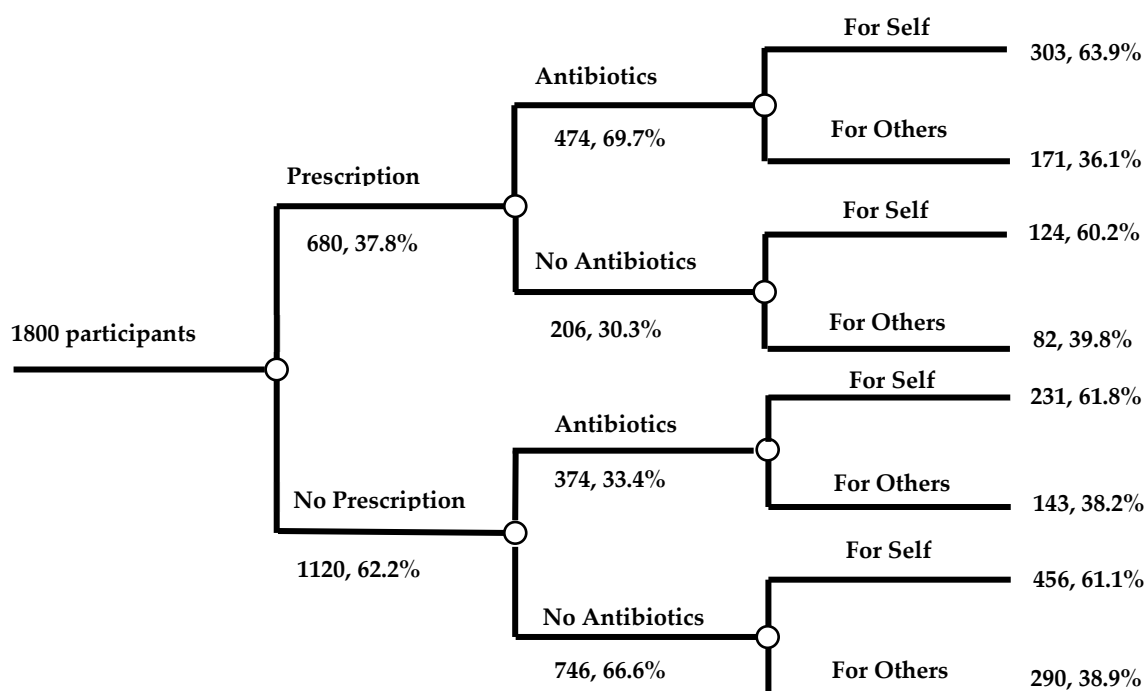 For Self
303, 63.9%
Antibiotics
474, 69.7%
For Others
171, 36.1%
Prescription
680, 37.8%
For Self
124, 60.2%
No Antibiotics
206, 30.3%
For Others
82, 39.8%
1800 participants
For Self
231, 61.8%
Antibiotics
374, 33.4%
For Others
143, 38.2%
No Prescription
1120, 62.2%
For Self
456, 61.1%
No Antibiotics
746, 66.6%
For Others
290, 38.9%